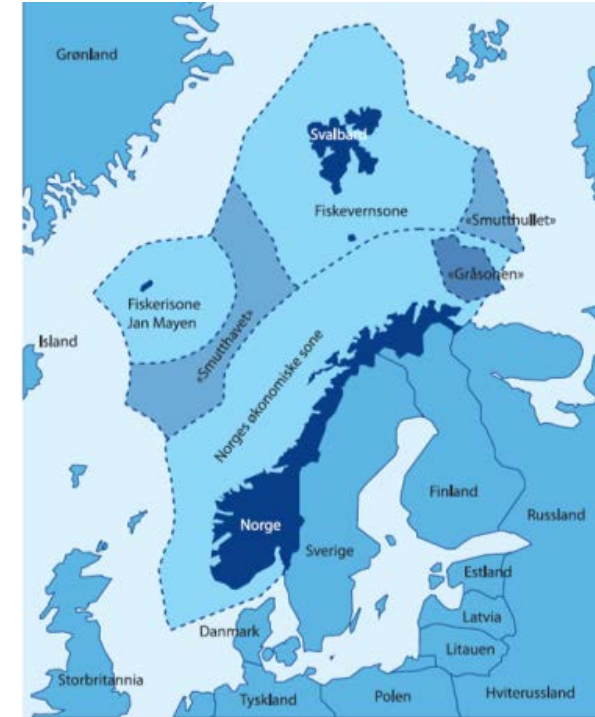 Grønland
Svalbard
Fiskevernsone
«Smutthullet»
«Gråsonen»
Fiskerisone
Jan Mayen
Island
«Smutthavet»
Norges økonomiske sone
Finland
Norge
Russland
Sverige
Estland
Danmark
Latvia
Litauen
Storbritannia
Tyskland
Polen
Hviterussland